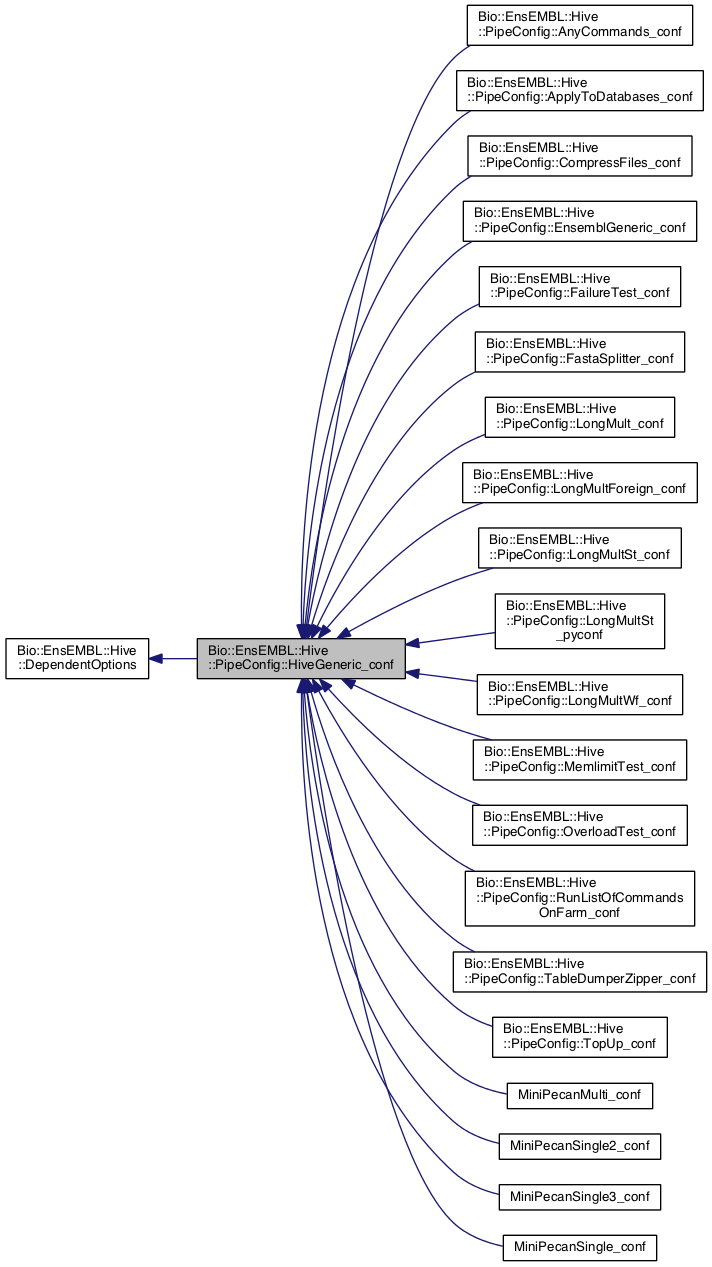 Bio::EnsEMBL::Hive
::PipeConfig::AnyCommands_conf
Bio::EnsEMBL::Hive
::PipeConfig::ApplyToDatabases_conf
Bio::EnsEMBL::Hive
::PipeConfig::CompressFiles_conf
Bio::EnsEMBL::Hive
::PipeConfig::EnsemblGeneric_conf
Bio::EnsEMBL::Hive
::PipeConfig::FailureTest_conf
Bio::EnsEMBL::Hive
::PipeConfig::FastaSplitter_conf
Bio::EnsEMBL::Hive
::PipeConfig::LongMult_conf
Bio::EnsEMBL::Hive
::PipeConfig::LongMultForeign_conf
Bio::EnsEMBL::Hive
::PipeConfig::LongMultSt_conf
Bio::EnsEMBL::Hive
::PipeConfig::LongMultSt
_pyconf
Bio::EnsEMBL::Hive
::DependentOptions
Bio::EnsEMBL::Hive
::PipeConfig::HiveGeneric_conf
Bio::EnsEMBL::Hive
::PipeConfig::LongMultWf_conf
Bio::EnsEMBL::Hive
::PipeConfig::MemlimitTest_conf
Bio::EnsEMBL::Hive
::PipeConfig::OverloadTest_conf
Bio::EnsEMBL::Hive
::PipeConfig::RunListOfCommands
OnFarm_conf
Bio::EnsEMBL::Hive
::PipeConfig::TableDumperZipper_conf
Bio::EnsEMBL::Hive
::PipeConfig::TopUp_conf
MiniPecanMulti_conf
MiniPecanSingle2_conf
MiniPecanSingle3_conf
MiniPecanSingle_conf